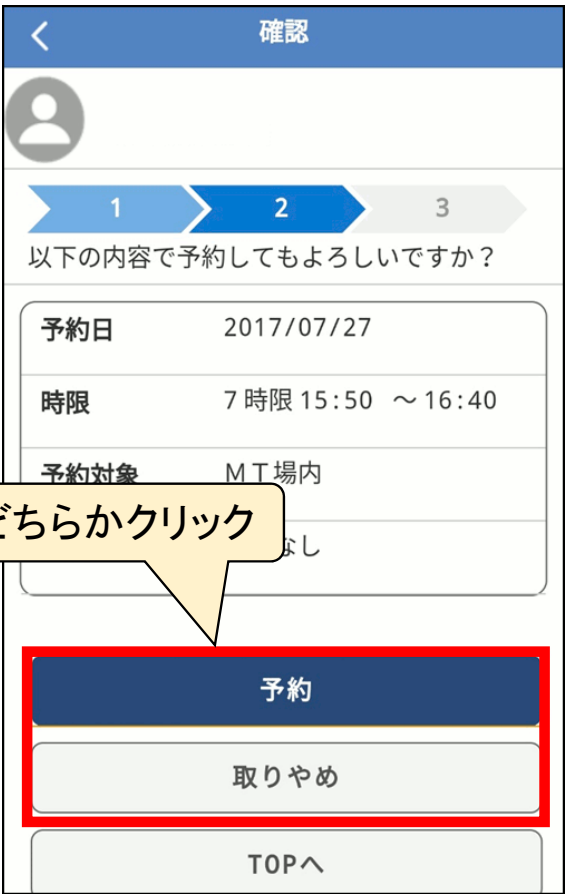 確認
1 2 3
以下の内容で予約してもよろしいですか？
予約日 2017/07/27
時限 7時限15:50 ～16:40
予約対象 MT場内
どちらかクリック
なし
予約
取りやめ
TOPへ